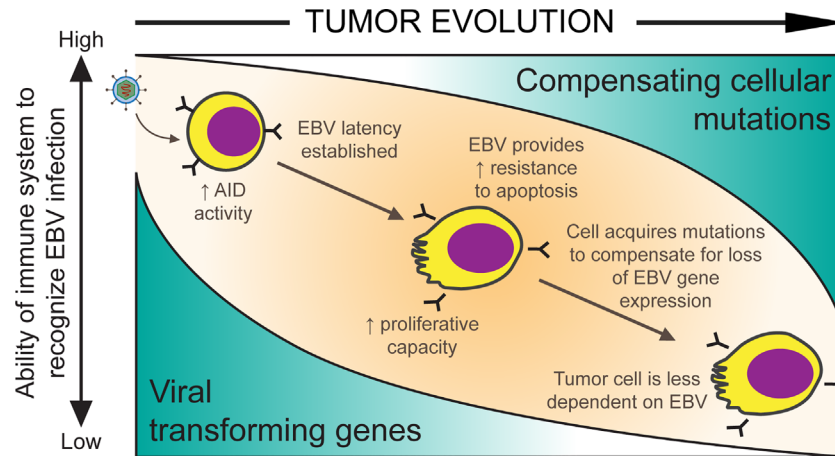 TUMOR EVOLUTION
High
Ability of immune system to
recognize EBV infection
Low
Compensating cellular
mutations
EBV latency
established
↑ AID
activity
EBV provides
↑ resistance
to apoptosis
Cell acquires mutations
to compensate for loss
of EBV gene
expression
↑ proliferative
capacity
Tumor cell is less
dependent on EBV
Viral
transforming genes